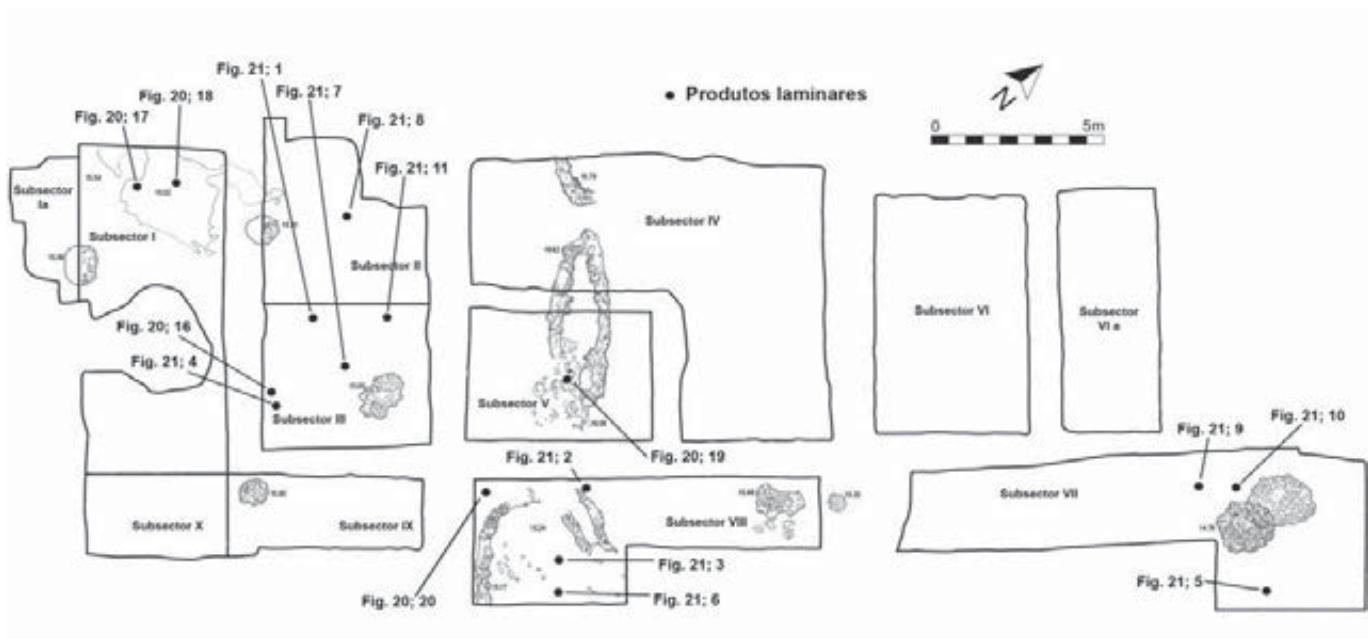 Fig. 21; 1
Fig. 20; 18
Fig. 21; 7
Fig. 20; 17
Fig. 21; 8
Produtos laminares
N
0 5m
Fig. 21; 11
Subsector
Ia
Subsector I
Subsector II
Subsector IV
Subsector VI
Subsector
VI a
Fig. 20; 16
Fig. 21; 4
Subsector III
Subsector V
Fig. 20; 19
Fig. 21; 2
Fig. 21; 9
Fig. 21; 10
Subsector VII
Subsector X
Subsector IX
Subsector VIII
Fig. 21; 3
Fig. 21; 5
Fig. 20; 20
Fig. 21; 6